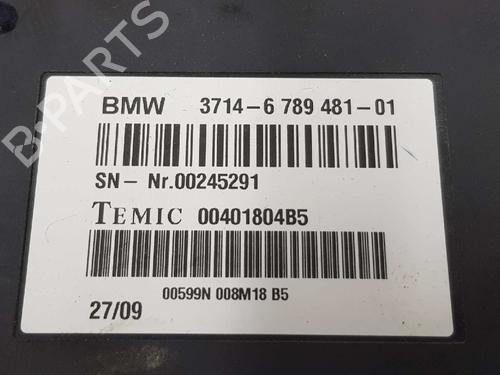 BMW 3714-6 789 481-01
SN- Nr.00245291
TEMIC 00401804B5
00599N 008M18 B5
27/09
B-PARTS